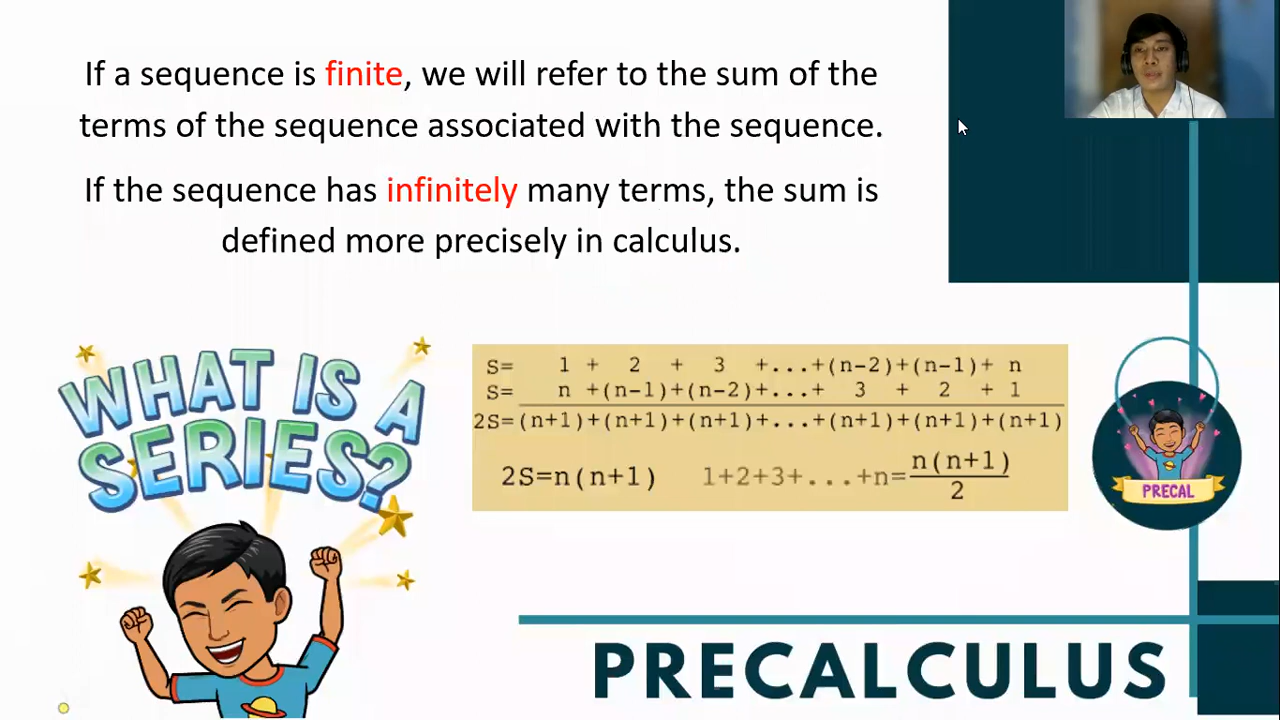 If a sequence is finite, we will refer to the sum of the
terms of the sequence associated with the sequence.
If the sequence has infinitely many terms, the sum is
defined more precisely in calculus.
WHAT IS A
SERIES?
S= 1 + 2 + 3 +...+(n-2)+(n-1)+ n
S= n +(n-1)+(n-2)+...+ 3 + 2 + 1
2S=(n+1)+(n+1)+(n+1)+...+(n+1)+(n+1)+(n+1)
2S=n(n+1) 1+2+3+...+n=n(n+1)/2
PRECAL
PRECALCULUS